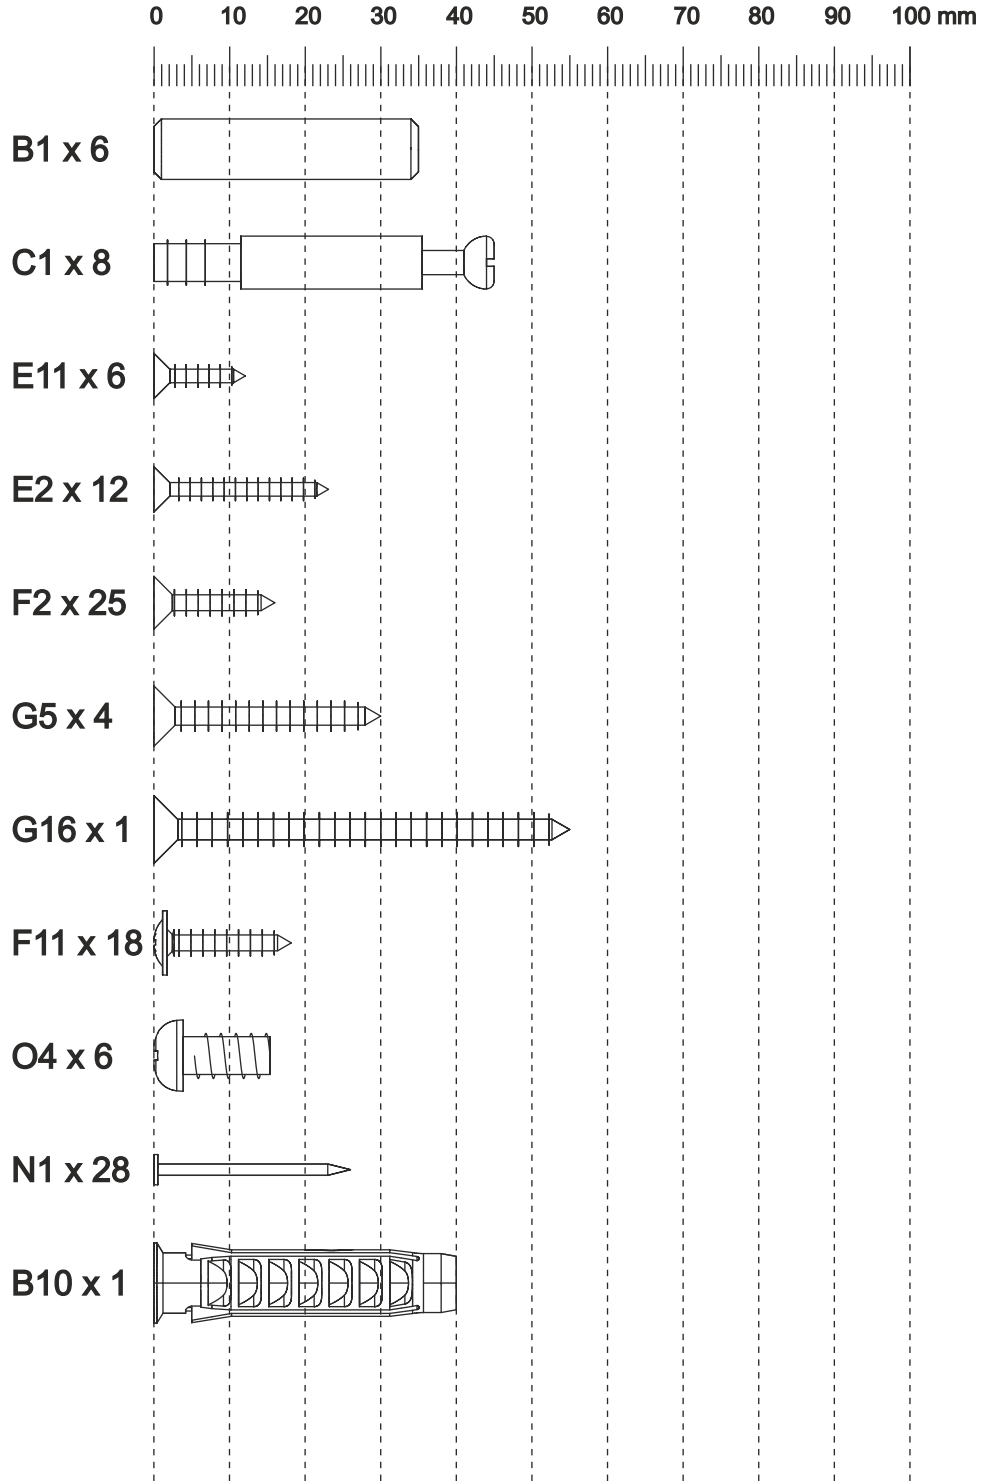 0 10 20 30 40 50 60 70 80 90 100 mm
B1 x 6
C1 x 8
E11 x 6
E2 x 12
F2 x 25
G5 x 4
G16 x 1
F11 x 18
O4 x 6
N1 x 28
B10 x 1